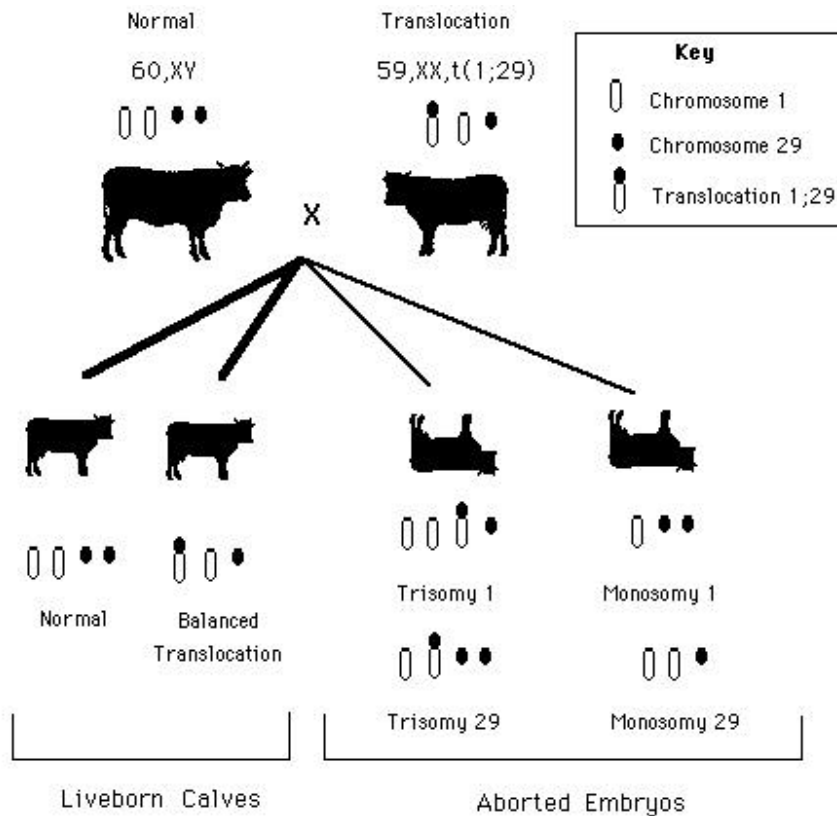 Normal
60,XY
Translocation
59,XX,t(1;29)
Key
Chromosome 1
Chromosome 29
Translocation 1;29
X
Normal
Balanced
Translocation
Trisomy 1
Monosomy 1
Trisomy 29
Monosomy 29
Liveborn Calves
Aborted Embryos